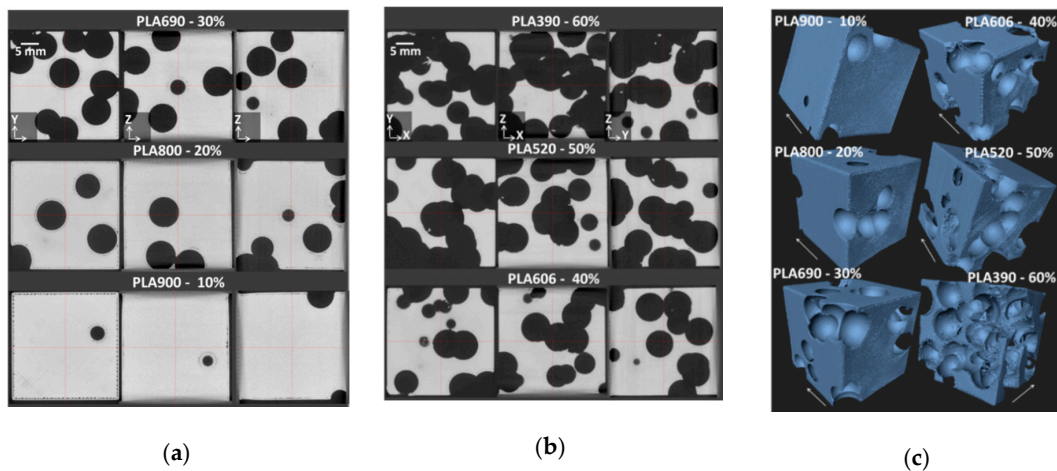 PLA690 - 30%
5 mm
Y
Z
Z
PLA800 - 20%
PLA900 - 10%
(a)
PLA390 - 60%
5 mm
Y X
Z X
Z Y
PLA520 - 50%
PLA606 - 40%
(b)
PLA900 - 10% PLA606 - 40%
PLA800 - 20% PLA520 - 50%
PLA690 - 30% PLA390 - 60%
(c)